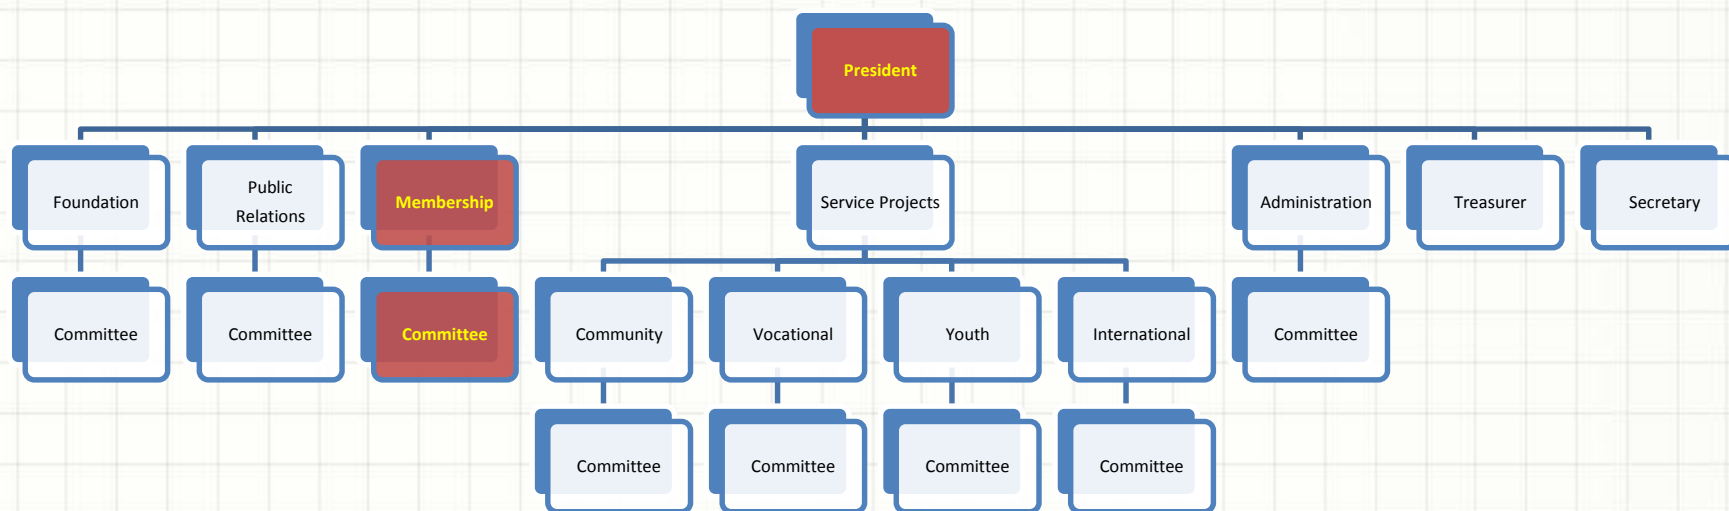 President
Foundation
Public
Relations
Membership
Service Projects
Administration
Treasurer
Secretary
Committee
Committee
Committee
Community
Vocational
Youth
International
Committee
Committee
Committee
Committee
Committee